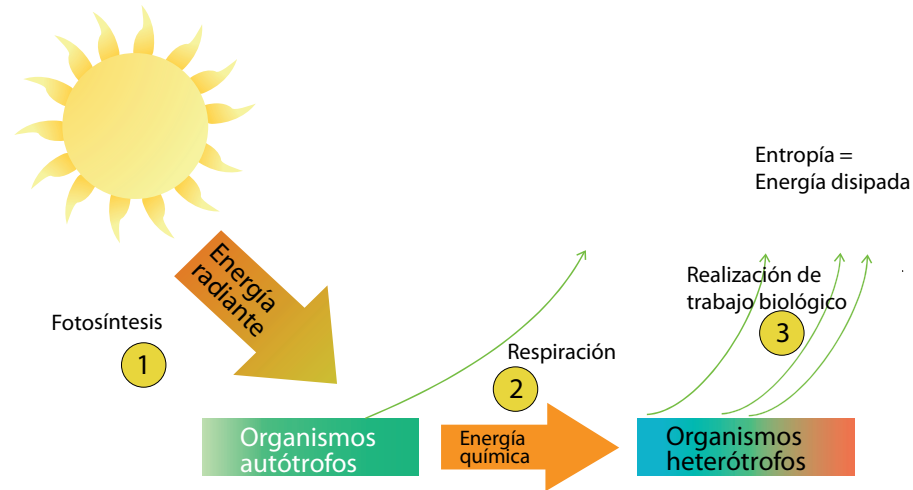 Entropía =
Energía disipada
Energía
radiante
Realización de
trabajo biológico
Fotosíntesis
1
Respiración
2
3
Organismos
autótrofos
Energía
química
Organismos
heterótrofos